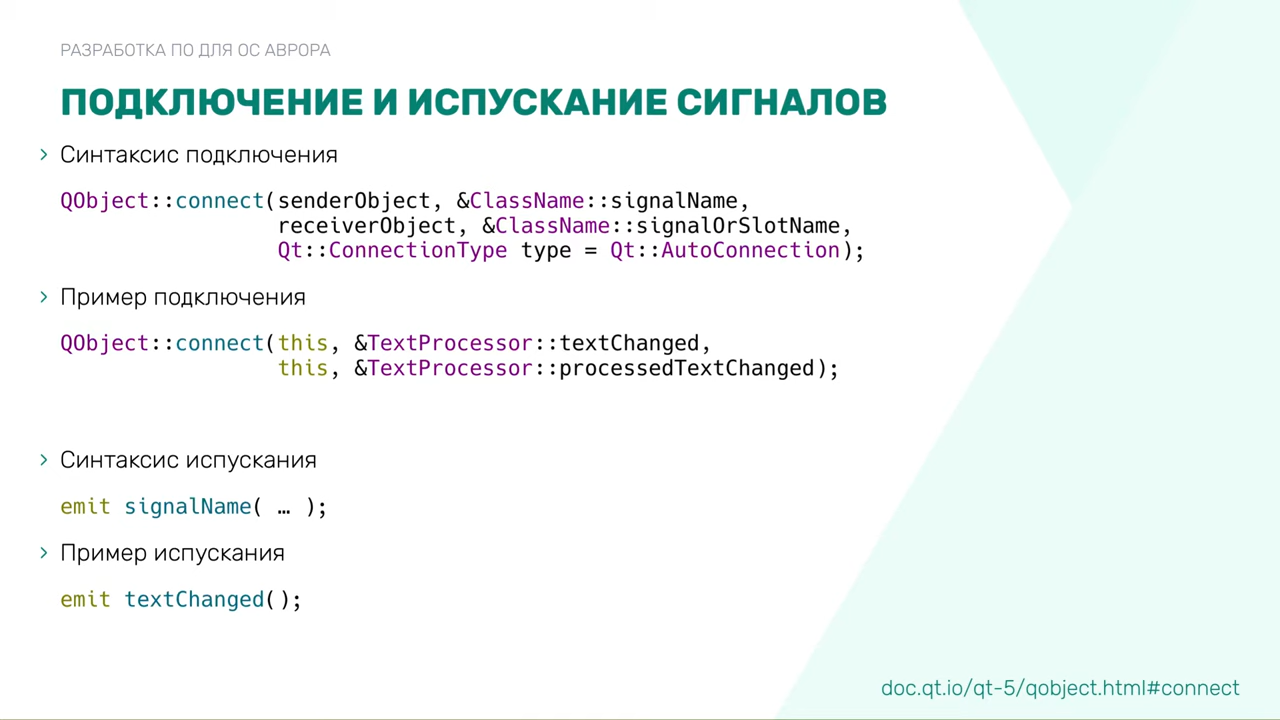 РАЗРАБОТКА ПО ДЛЯ ОС АВРОРА
ПОДКЛЮЧЕНИЕ И ИСПУСКАНИЕ СИГНАЛОВ
› Синтаксис подключения
QObject::connect(senderObject, &ClassName::signalName,
receiverObject, &ClassName::signalOrSlotName,
Qt::ConnectionType type = Qt::AutoConnection);
› Пример подключения
QObject::connect(this, &TextProcessor::textChanged,
this, &TextProcessor::processedTextChanged);
› Синтаксис испускания
emit signalName( … );
› Пример испускания
emit textChanged();
doc.qt.io/qt-5/qobject.html#connect